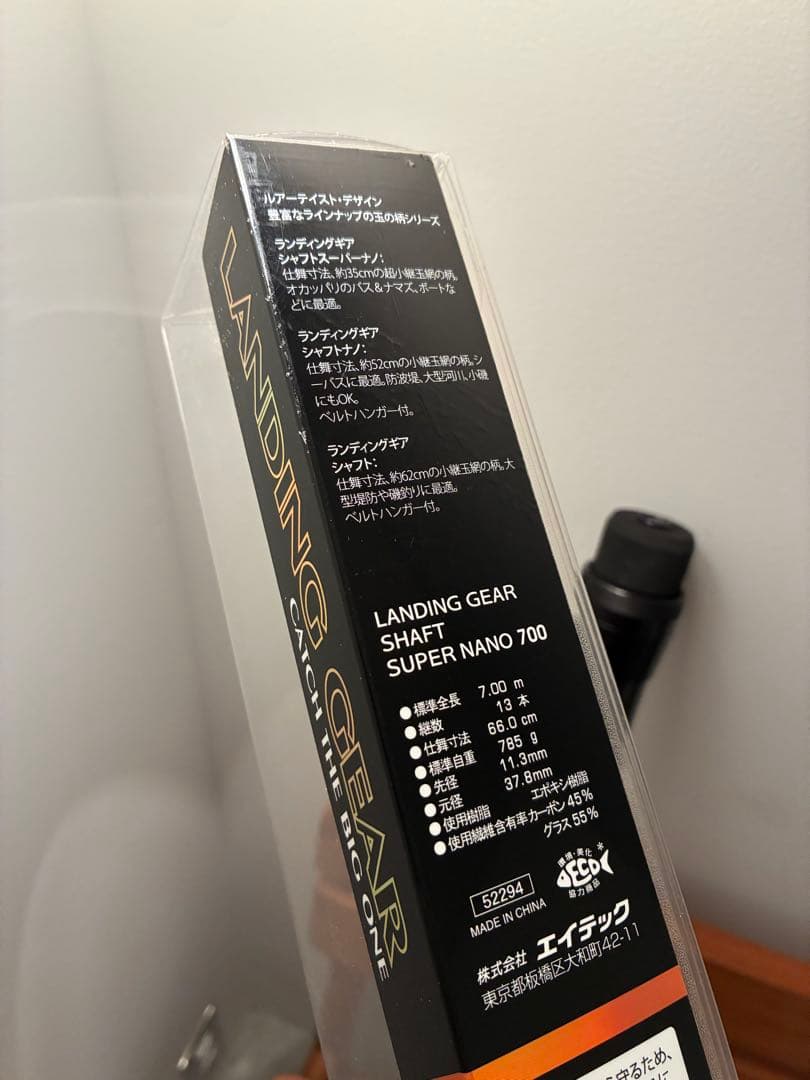 ルアーテイスト・デザイン
豊富なラインナップの玉の柄シリーズ
ランディングギア
シャフトスーパーナノ:
仕舞寸法、約35cmの超小継玉網の柄。
オカッパリのバス＆ナマズ、ボートな
どに最適。
ランディングギア
シャフトナノ:
仕舞寸法、約52cmの小継玉網の柄。シ
ーバスに最適。防波堤、大型河川、小磯
にもOK。
ベルトハンガー付。
ランディングギア
シャフト:
仕舞寸法、約62cmの小継玉網の柄。大
型堤防や磯釣りに最適。
ベルトハンガー付。
LANDING GEAR
SHAFT
SUPER NANO 700
●標準全長 7.00 m
●継数 13 本
●仕舞寸法 66.0 cm
●標準自重 785 g
●先径 11.3mm
●元径 37.8mm
●使用樹脂 エポキシ樹脂
●使用繊維含有率 カーボン 45%
グラス 55%
環境・美化
ECO
協力商品
52294
MADE IN CHINA
株式会社 エイテック
東京都板橋区大和町42-11
LANDING GEAR
CATCH THE BIG ONE
守るため、
に